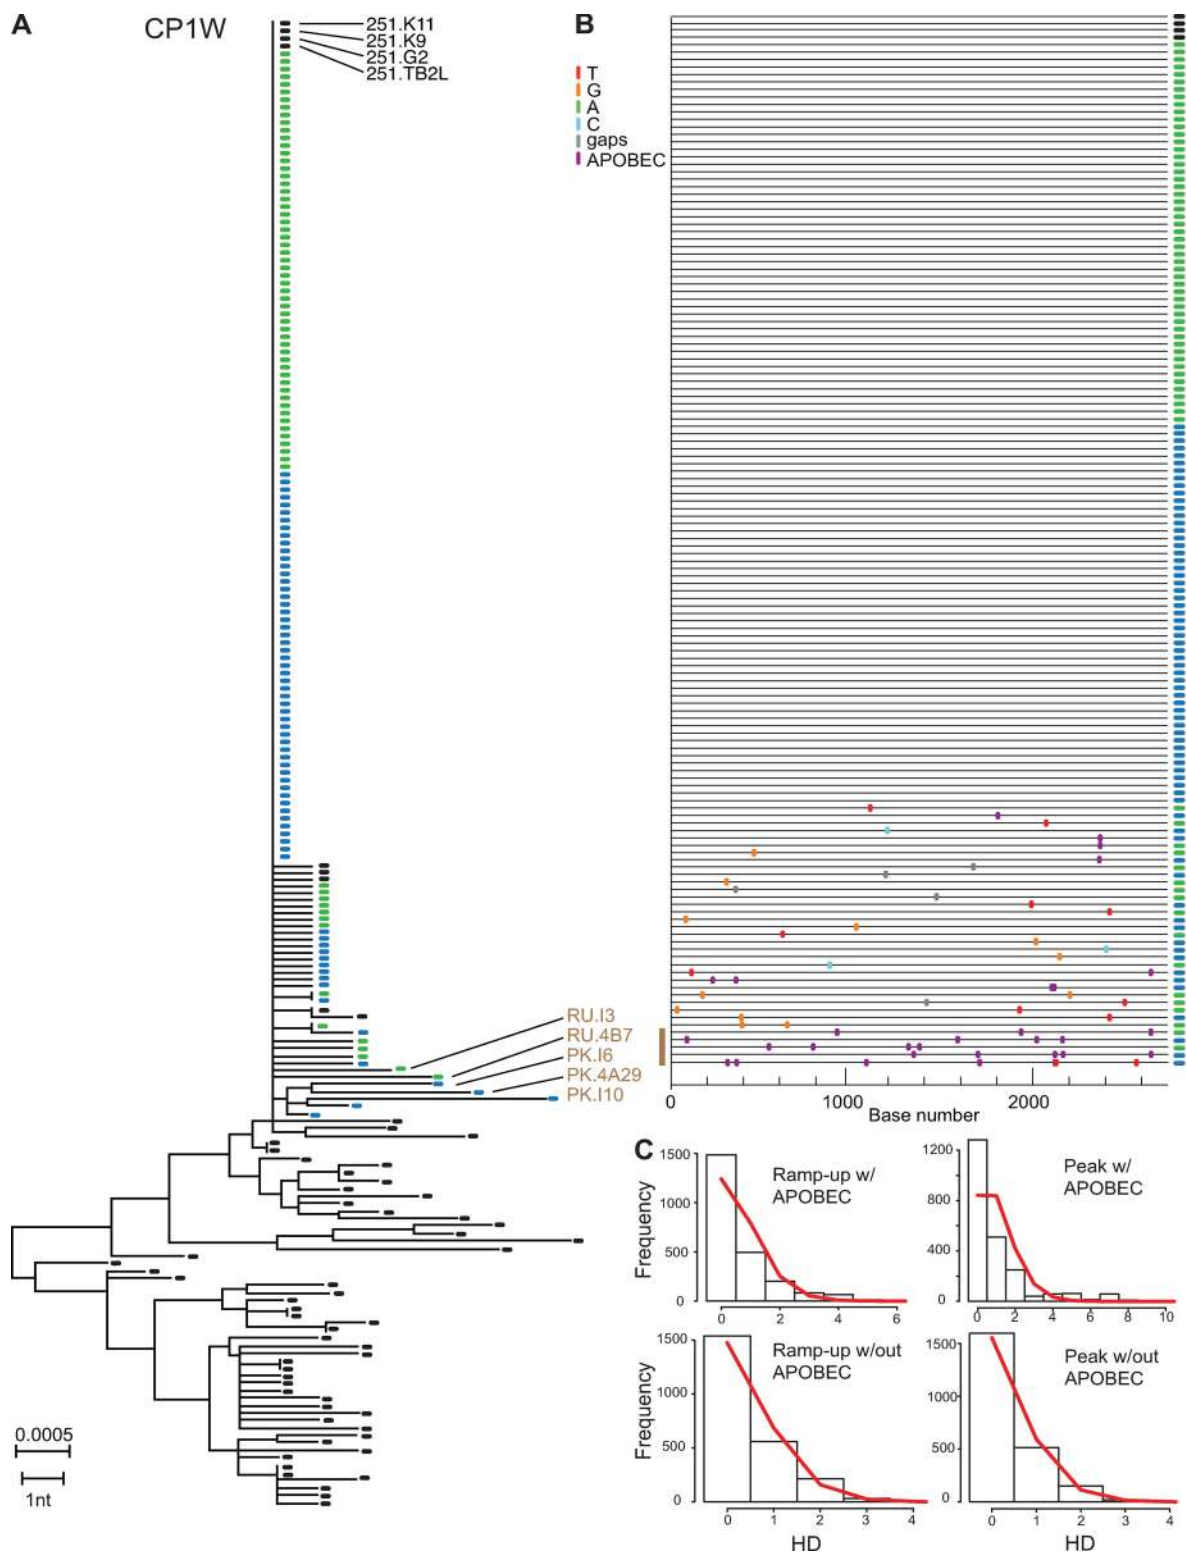 A
CP1W
251.K11
251.K9
251.G2
251.TB2L
RU.I3
RU.4B7
PK.I6
PK.4A29
PK.I10
0.0005
1nt
B
T
G
A
C
gaps
APOBEC
0
1000
2000
Base number
C
Frequency
1500
1000
500
0
Ramp-up w/
APOBEC
0
2
4
6
1200
800
400
0
Peak w/
APOBEC
0
2
4
6
8
10
Frequency
1500
1000
500
0
Ramp-up w/out
APOBEC
0
1
2
3
4
HD
1500
1000
500
0
Peak w/out
APOBEC
0
1
2
3
4
HD